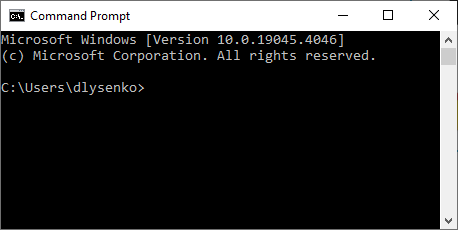 Command Prompt
Microsoft Windows [Version 10.0.19045.4046]
(c) Microsoft Corporation. All rights reserved.
C:\Users\dlysenko>